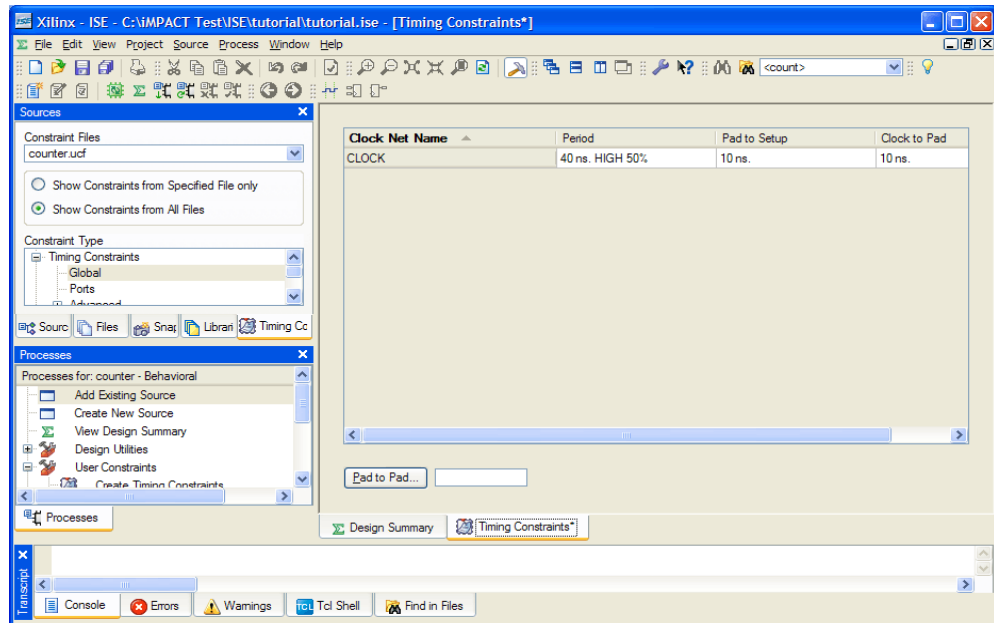 Xilinx - ISE - C:\iMPACT Test\ISE\tutorial\tutorial.ise - [Timing Constraints*]
File Edit View Project Source Process Window Help
<count>
Sources
Constraint Files
counter.ucf
Show Constraints from Specified File only
Show Constraints from All Files
Constraint Type
Timing Constraints
Global
Ports
Advanced
Sourc Files Snap Librari Timing Cc
Processes
Processes for: counter - Behavioral
Add Existing Source
Create New Source
View Design Summary
Design Utilities
User Constraints
Create Timing Constraints
Processes
Clock Net Name Period Pad to Setup Clock to Pad
CLOCK 40 ns. HIGH 50% 10 ns. 10 ns.
Pad to Pad...
Design Summary Timing Constraints*
Transcript
Console Errors Warnings TCL Tcl Shell Find in Files